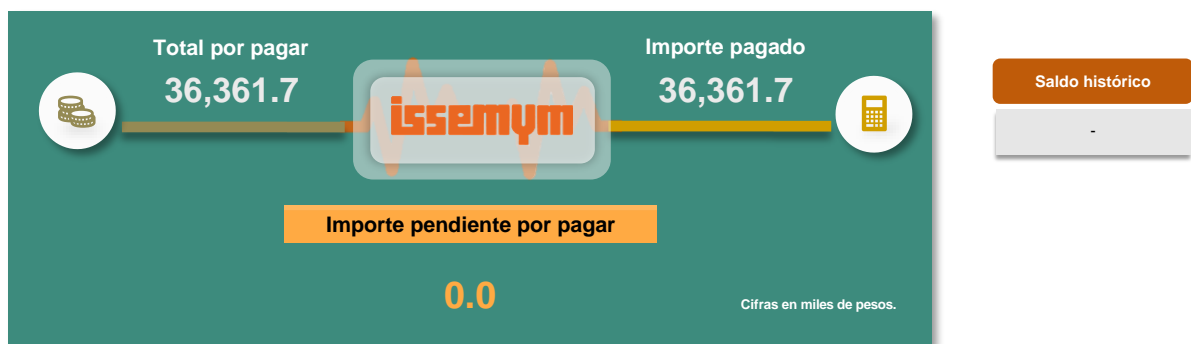 Total por pagar
36,361.7
issemym
Importe pagado
36,361.7
Importe pendiente por pagar
0.0
Cifras en miles de pesos.
Saldo histórico
-